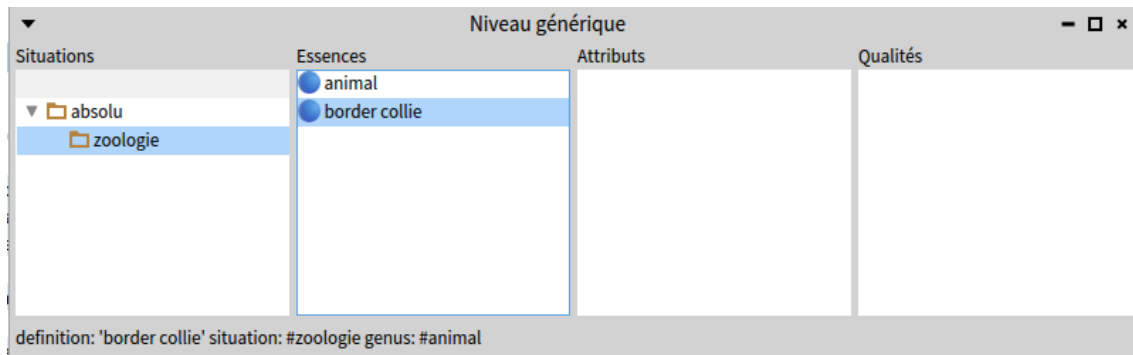 Niveau générique
Situations Essences Attributs Qualités
animal
absolu border collie
zoologie
definition: 'border collie' situation: #zoologie genus: #animal